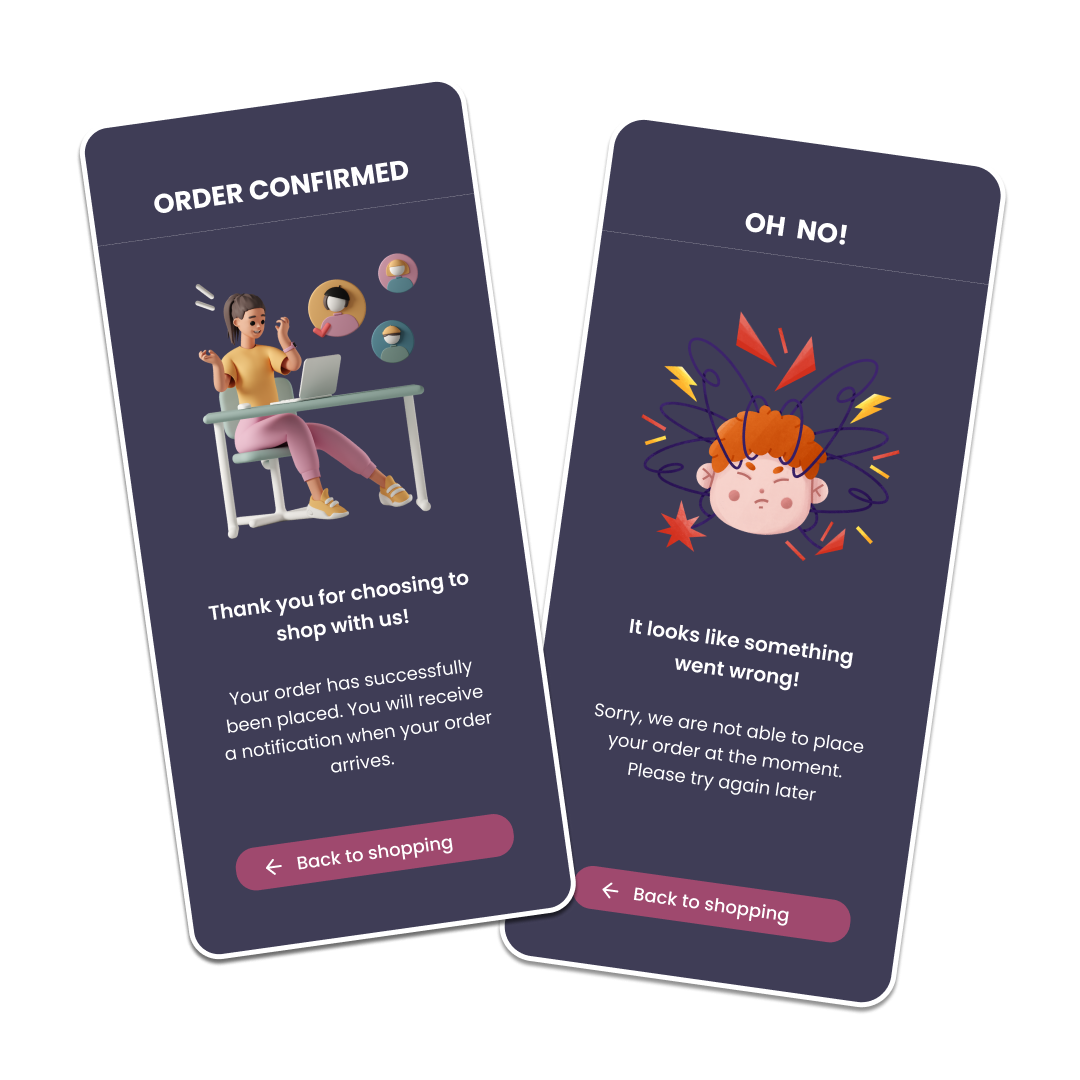 ORDER CONFIRMED
Thank you for choosing to
shop with us!
Your order has successfully
been placed. You will receive
a notification when your order
arrives.
Back to shopping
OH NO!
It looks like something
went wrong!
Sorry, we are not able to place
your order at the moment.
Please try again later
Back to shopping